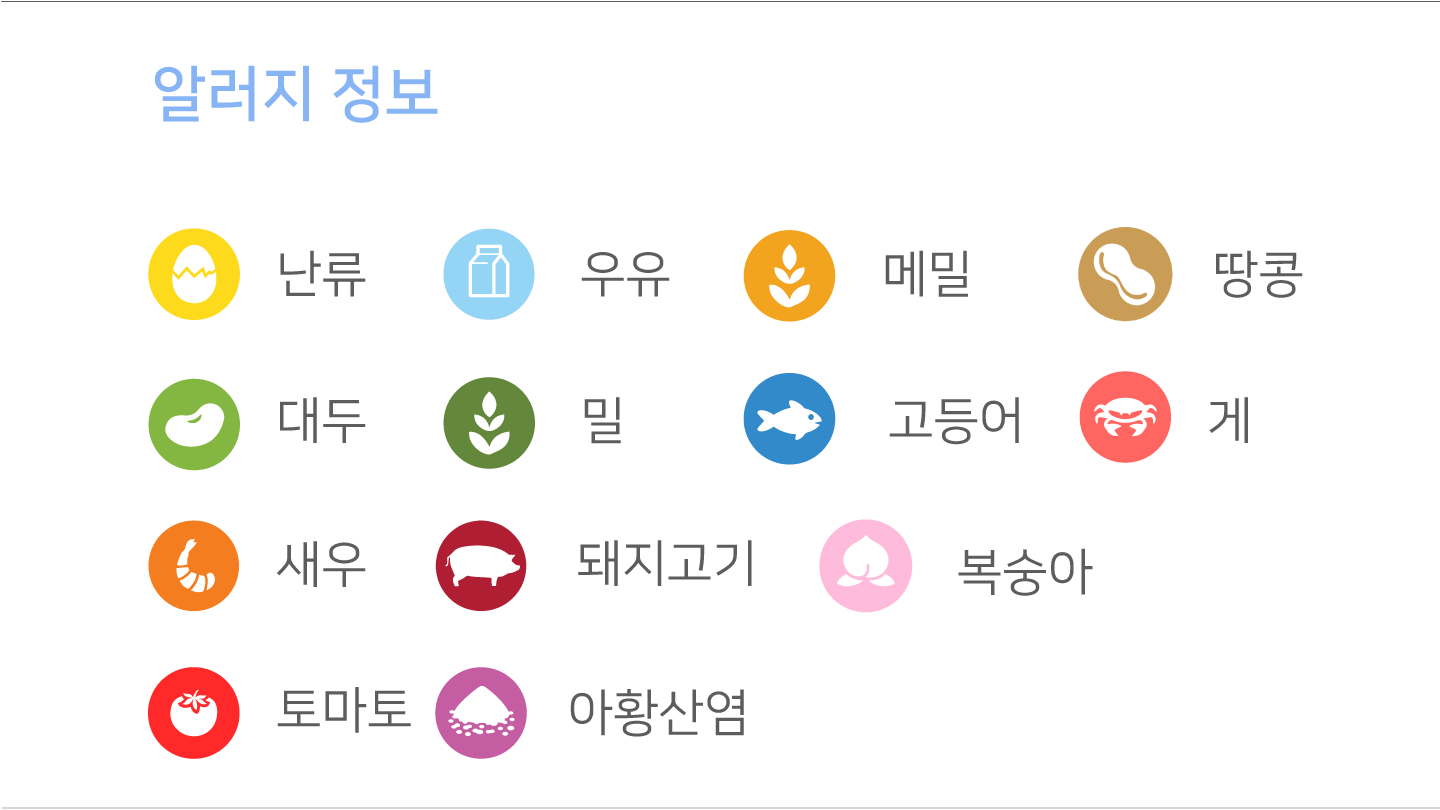 알러지 정보
난류 우유 메밀 땅콩
대두 밀 고등어 게
새우 돼지고기 복숭아
토마토 아황산염